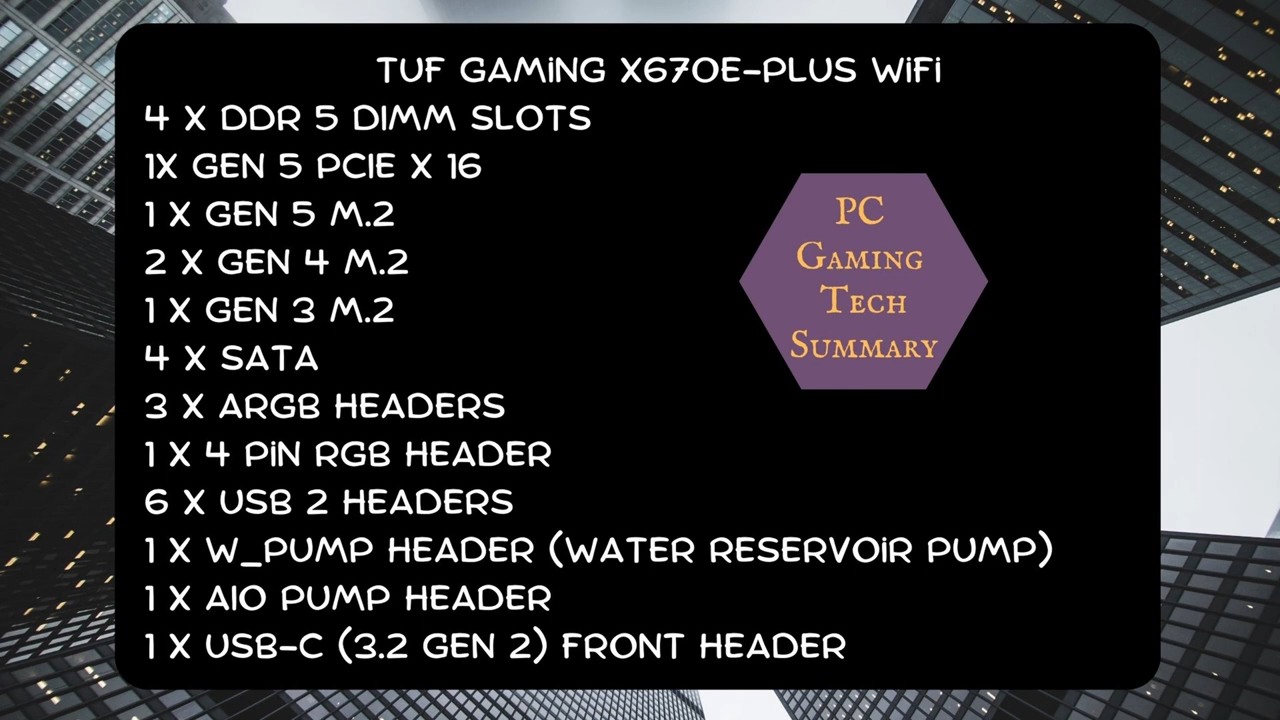 TUF GAMING X670E-PLUS WIFI
4 X DDR 5 DIMM SLOTS
1X GEN 5 PCIE X 16
1 X GEN 5 M.2
2 X GEN 4 M.2
1 X GEN 3 M.2
4 X SATA
3 X ARGB HEADERS
1 X 4 PIN RGB HEADER
6 X USB 2 HEADERS
1 X W_PUMP HEADER (WATER RESERVOIR PUMP)
1 X AIO PUMP HEADER
1 X USB-C (3.2 GEN 2) FRONT HEADER
PC
Gaming
Tech
Summary